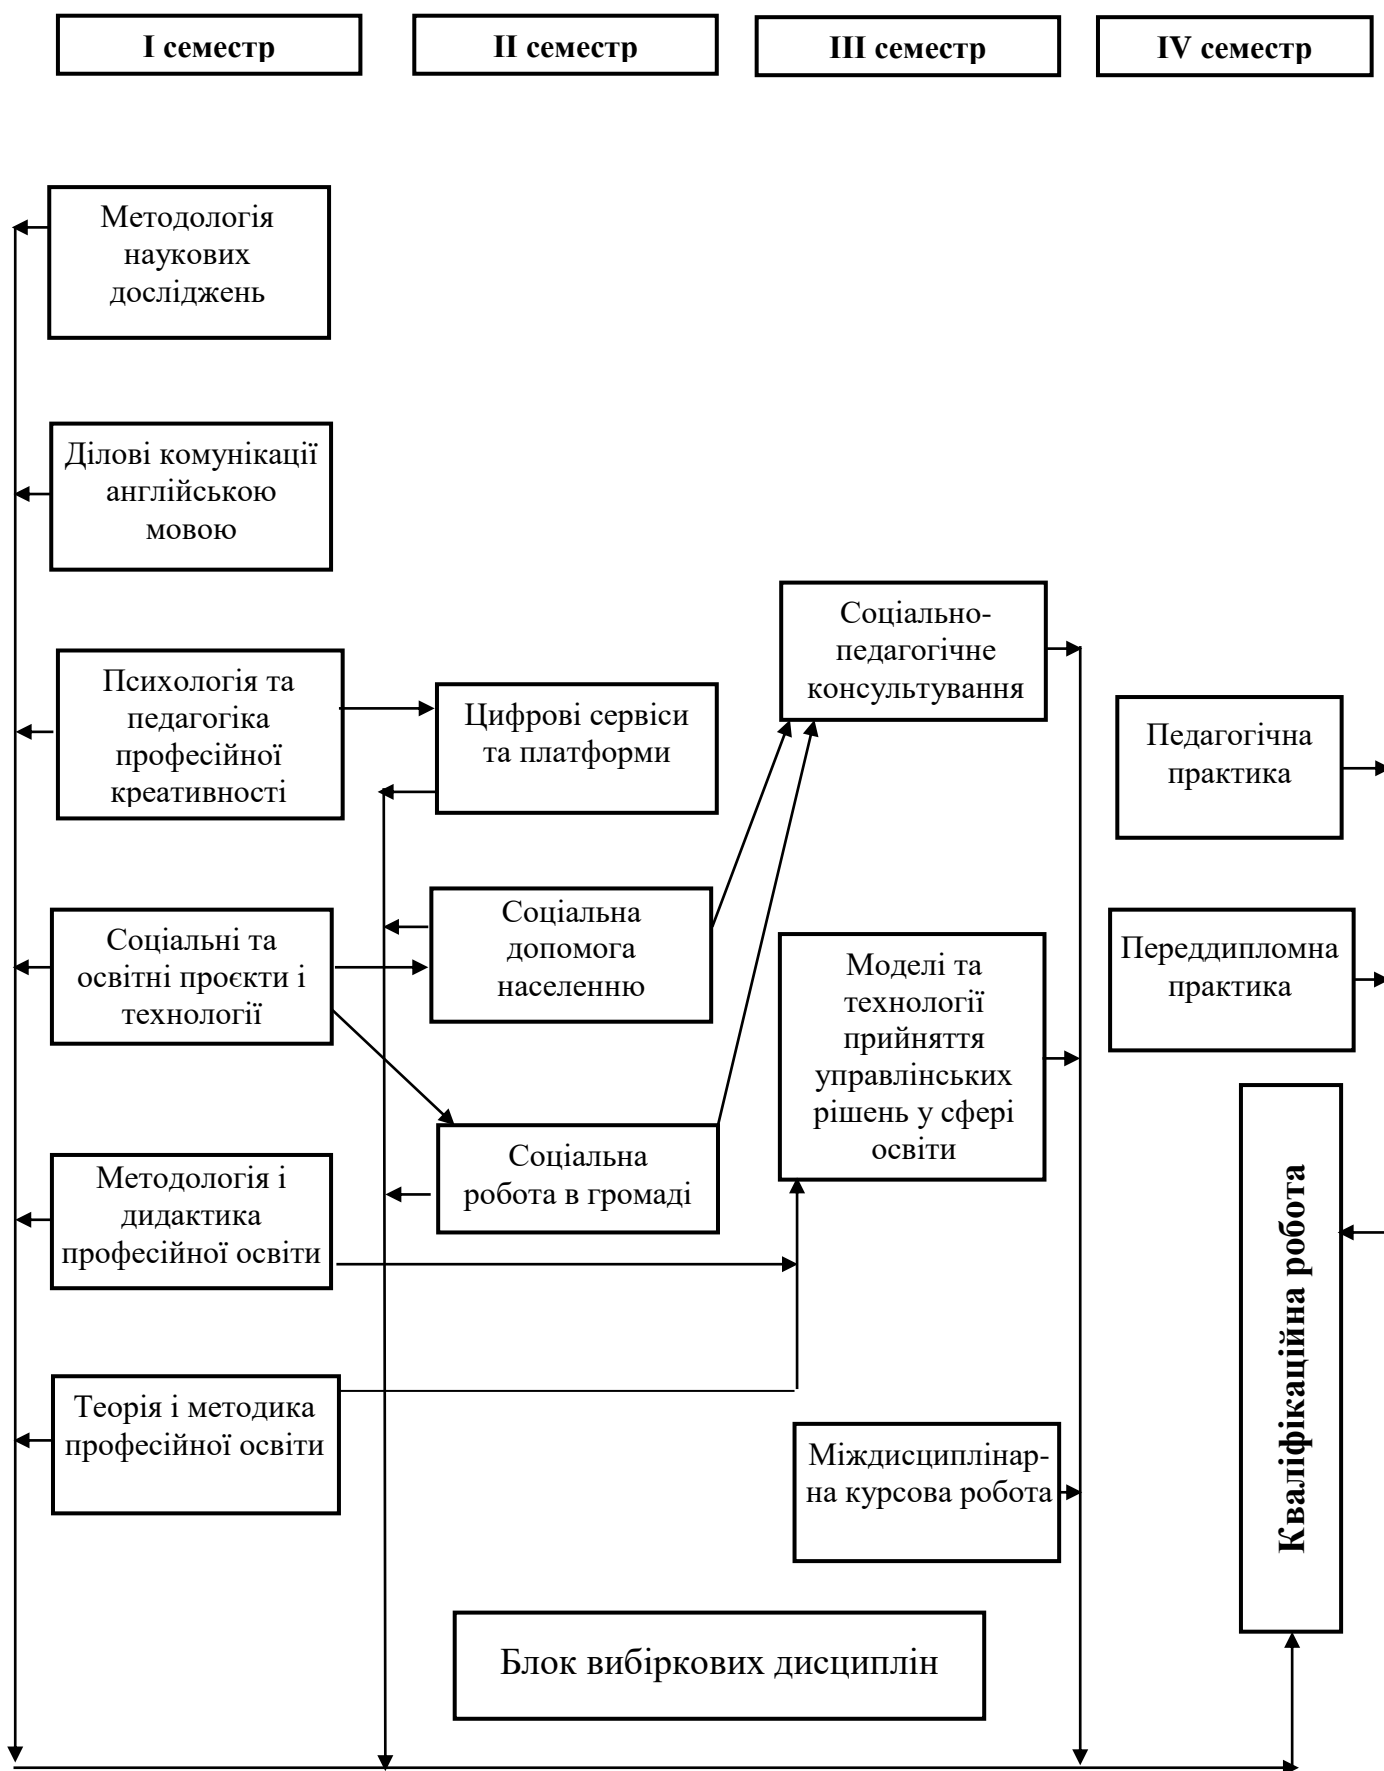 I семестр
II семестр
III семестр
IV семестр
Методологія
наукових
досліджень
Ділові комунікації
англійською
мовою
Психологія та
педагогіка
професійної
креативності
Соціальні та
освітні проєкти і
технології
Методологія і
дидактика
професійної освіти
Теорія і методика
професійної освіти
Цифрові сервіси
та платформи
Соціальна
допомога
населенню
Соціальна
робота в громаді
Соціально-
педагогічне
консультування
Моделі та
технології
прийняття
управлінських
рішень у сфері
освіти
Міждисциплінар-
на курсова робота
Педагогічна
практика
Переддипломна
практика
Кваліфікаційна робота
Блок вибіркових дисциплін